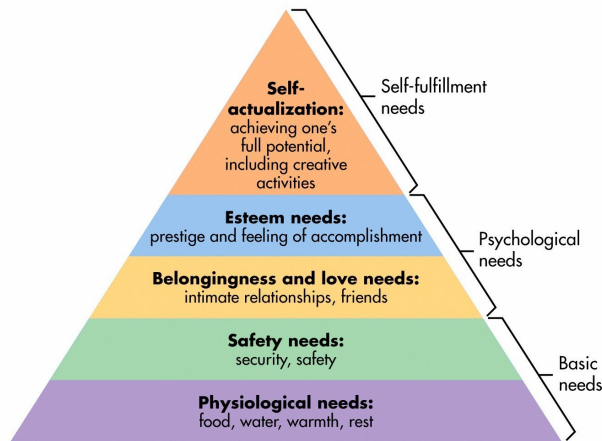 Self-
actualization:
achieving one's
full potential,
including creative
activities
Self-fulfillment
needs
Esteem needs:
prestige and feeling of accomplishment
Belongingness and love needs:
intimate relationships, friends
Psychological
needs
Safety needs:
security, safety
Physiological needs:
food, water, warmth, rest
Basic
needs